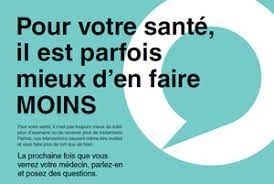 Pour votre santé,
il est parfois
mieux d'en faire
MOINS
Pour votre santé, il n'est pas toujours mieux de subir
plus d'examens ou de recevoir plus de traitements.
Parfois, ces interventions peuvent même être inutiles
et vous faire plus de tort que de bien.
La prochaine fois que vous
verrez votre médecin, parlez-en
et posez des questions.